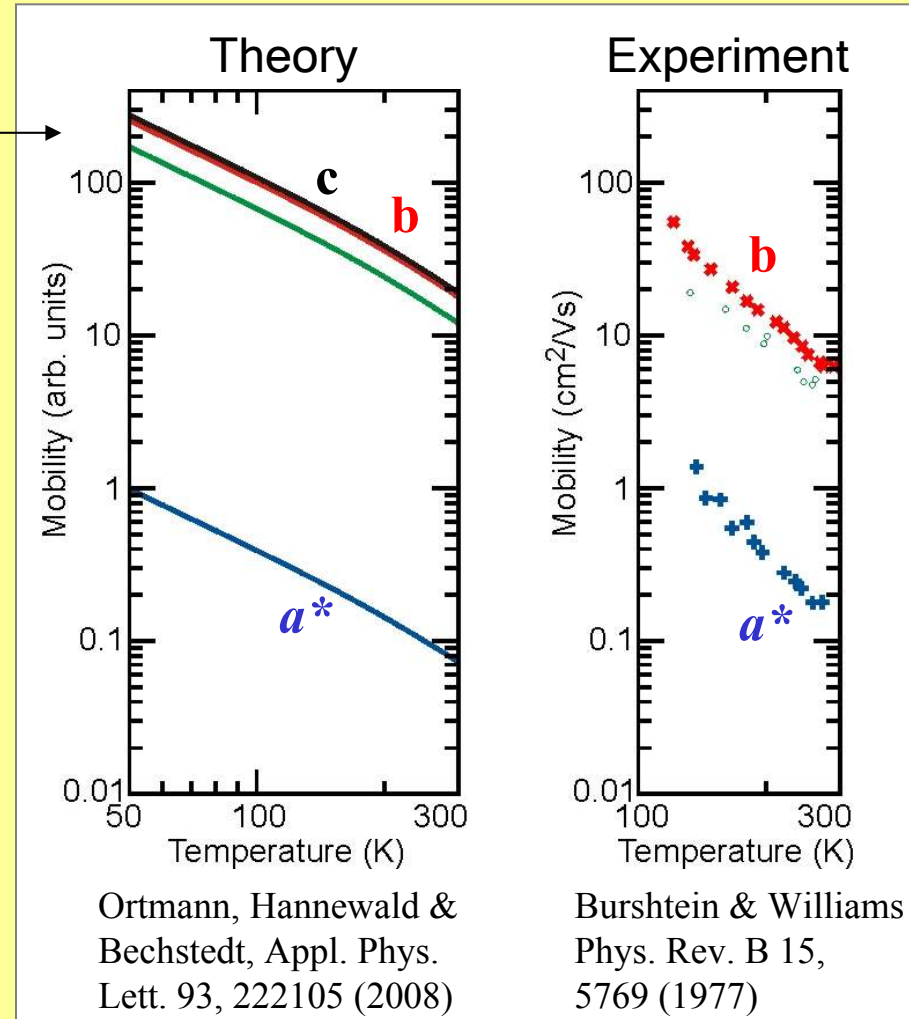 Theory
100
10
1
0.1
0.01
Mobility (arb. units)
c
b
a*
50
100
300
Temperature (K)
Ortmann, Hannewald &
Bechstedt, Appl. Phys.
Lett. 93, 222105 (2008)
Experiment
100
10
1
0.1
0.01
Mobility (cm²/Vs)
b
a*
100
300
Temperature (K)
Burshtein & Williams
Phys. Rev. B 15,
5769 (1977)